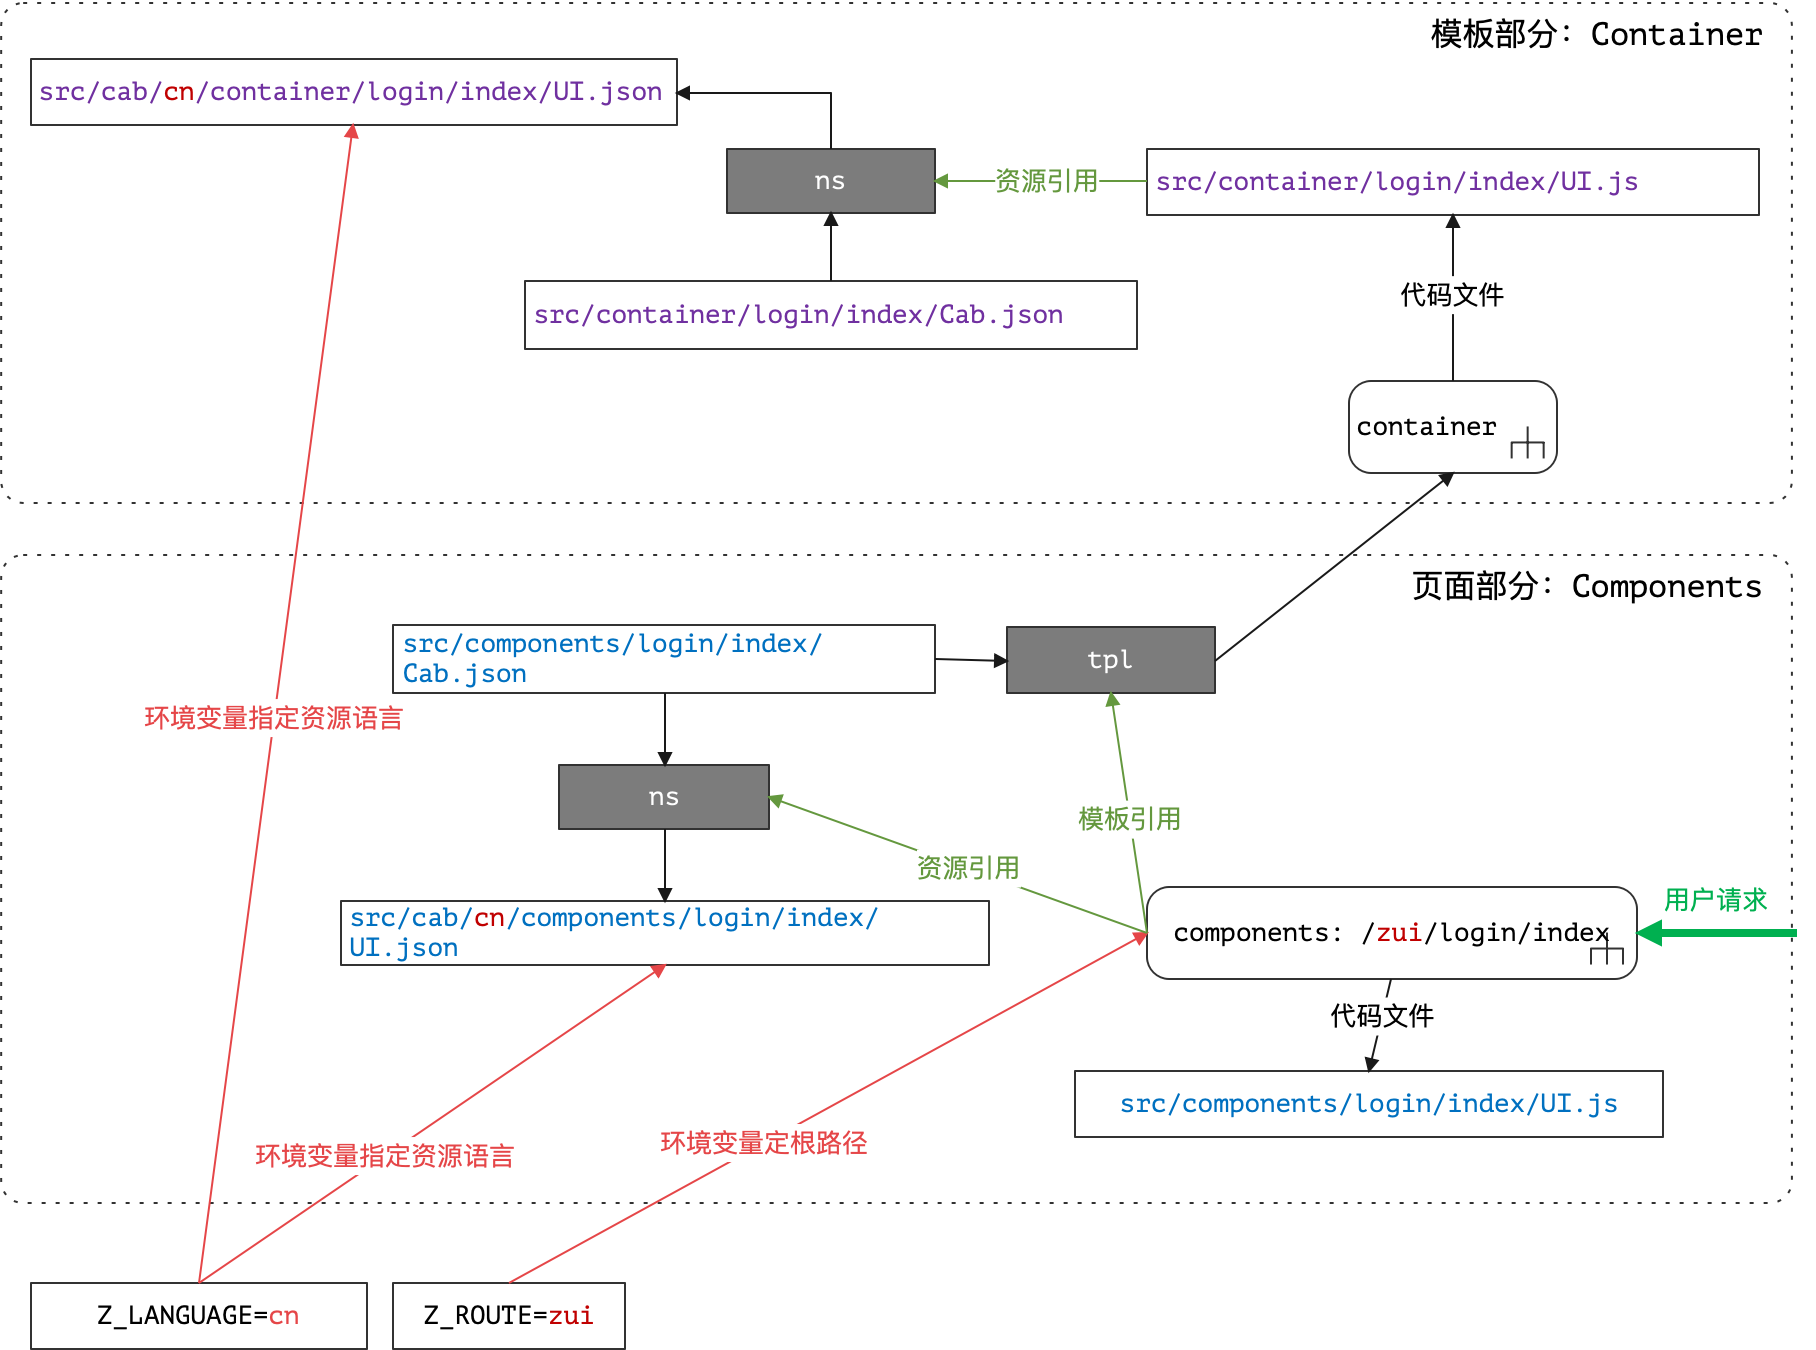 模板部分：Container
src/cab/cn/container/login/index/UI.json
ns
资源引用
src/container/login/index/UI.js
代码文件
src/container/login/index/Cab.json
container
页面部分：Components
src/components/login/index/
Cab.json
tpl
环境变量指定资源语言
ns
模板引用
资源引用
用户请求
src/cab/cn/components/login/index/
UI.json
components: /zui/login/index
代码文件
src/components/login/index/UI.js
环境变量定根路径
环境变量指定资源语言
Z_LANGUAGE=cn
Z_ROUTE=zui